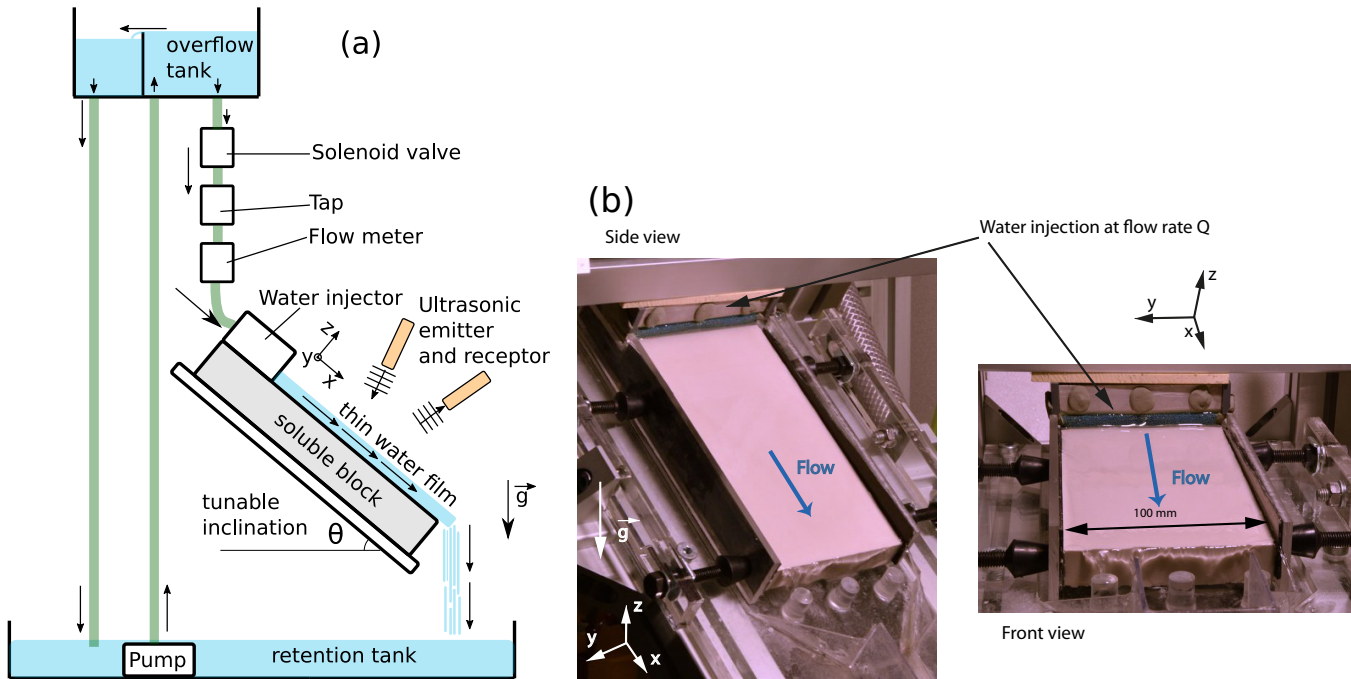 (a)
overflow
tank
Solenoid valve
Tap
Flow meter
Water injector
Ultrasonic
emitter
and receptor
z
y
x
thin water film
soluble block
tunable
inclination
θ
g
Pump
retention tank
(b)
Side view
Water injection at flow rate Q
Flow
g
z
y
x
z
y
x
Flow
100 mm
Front view